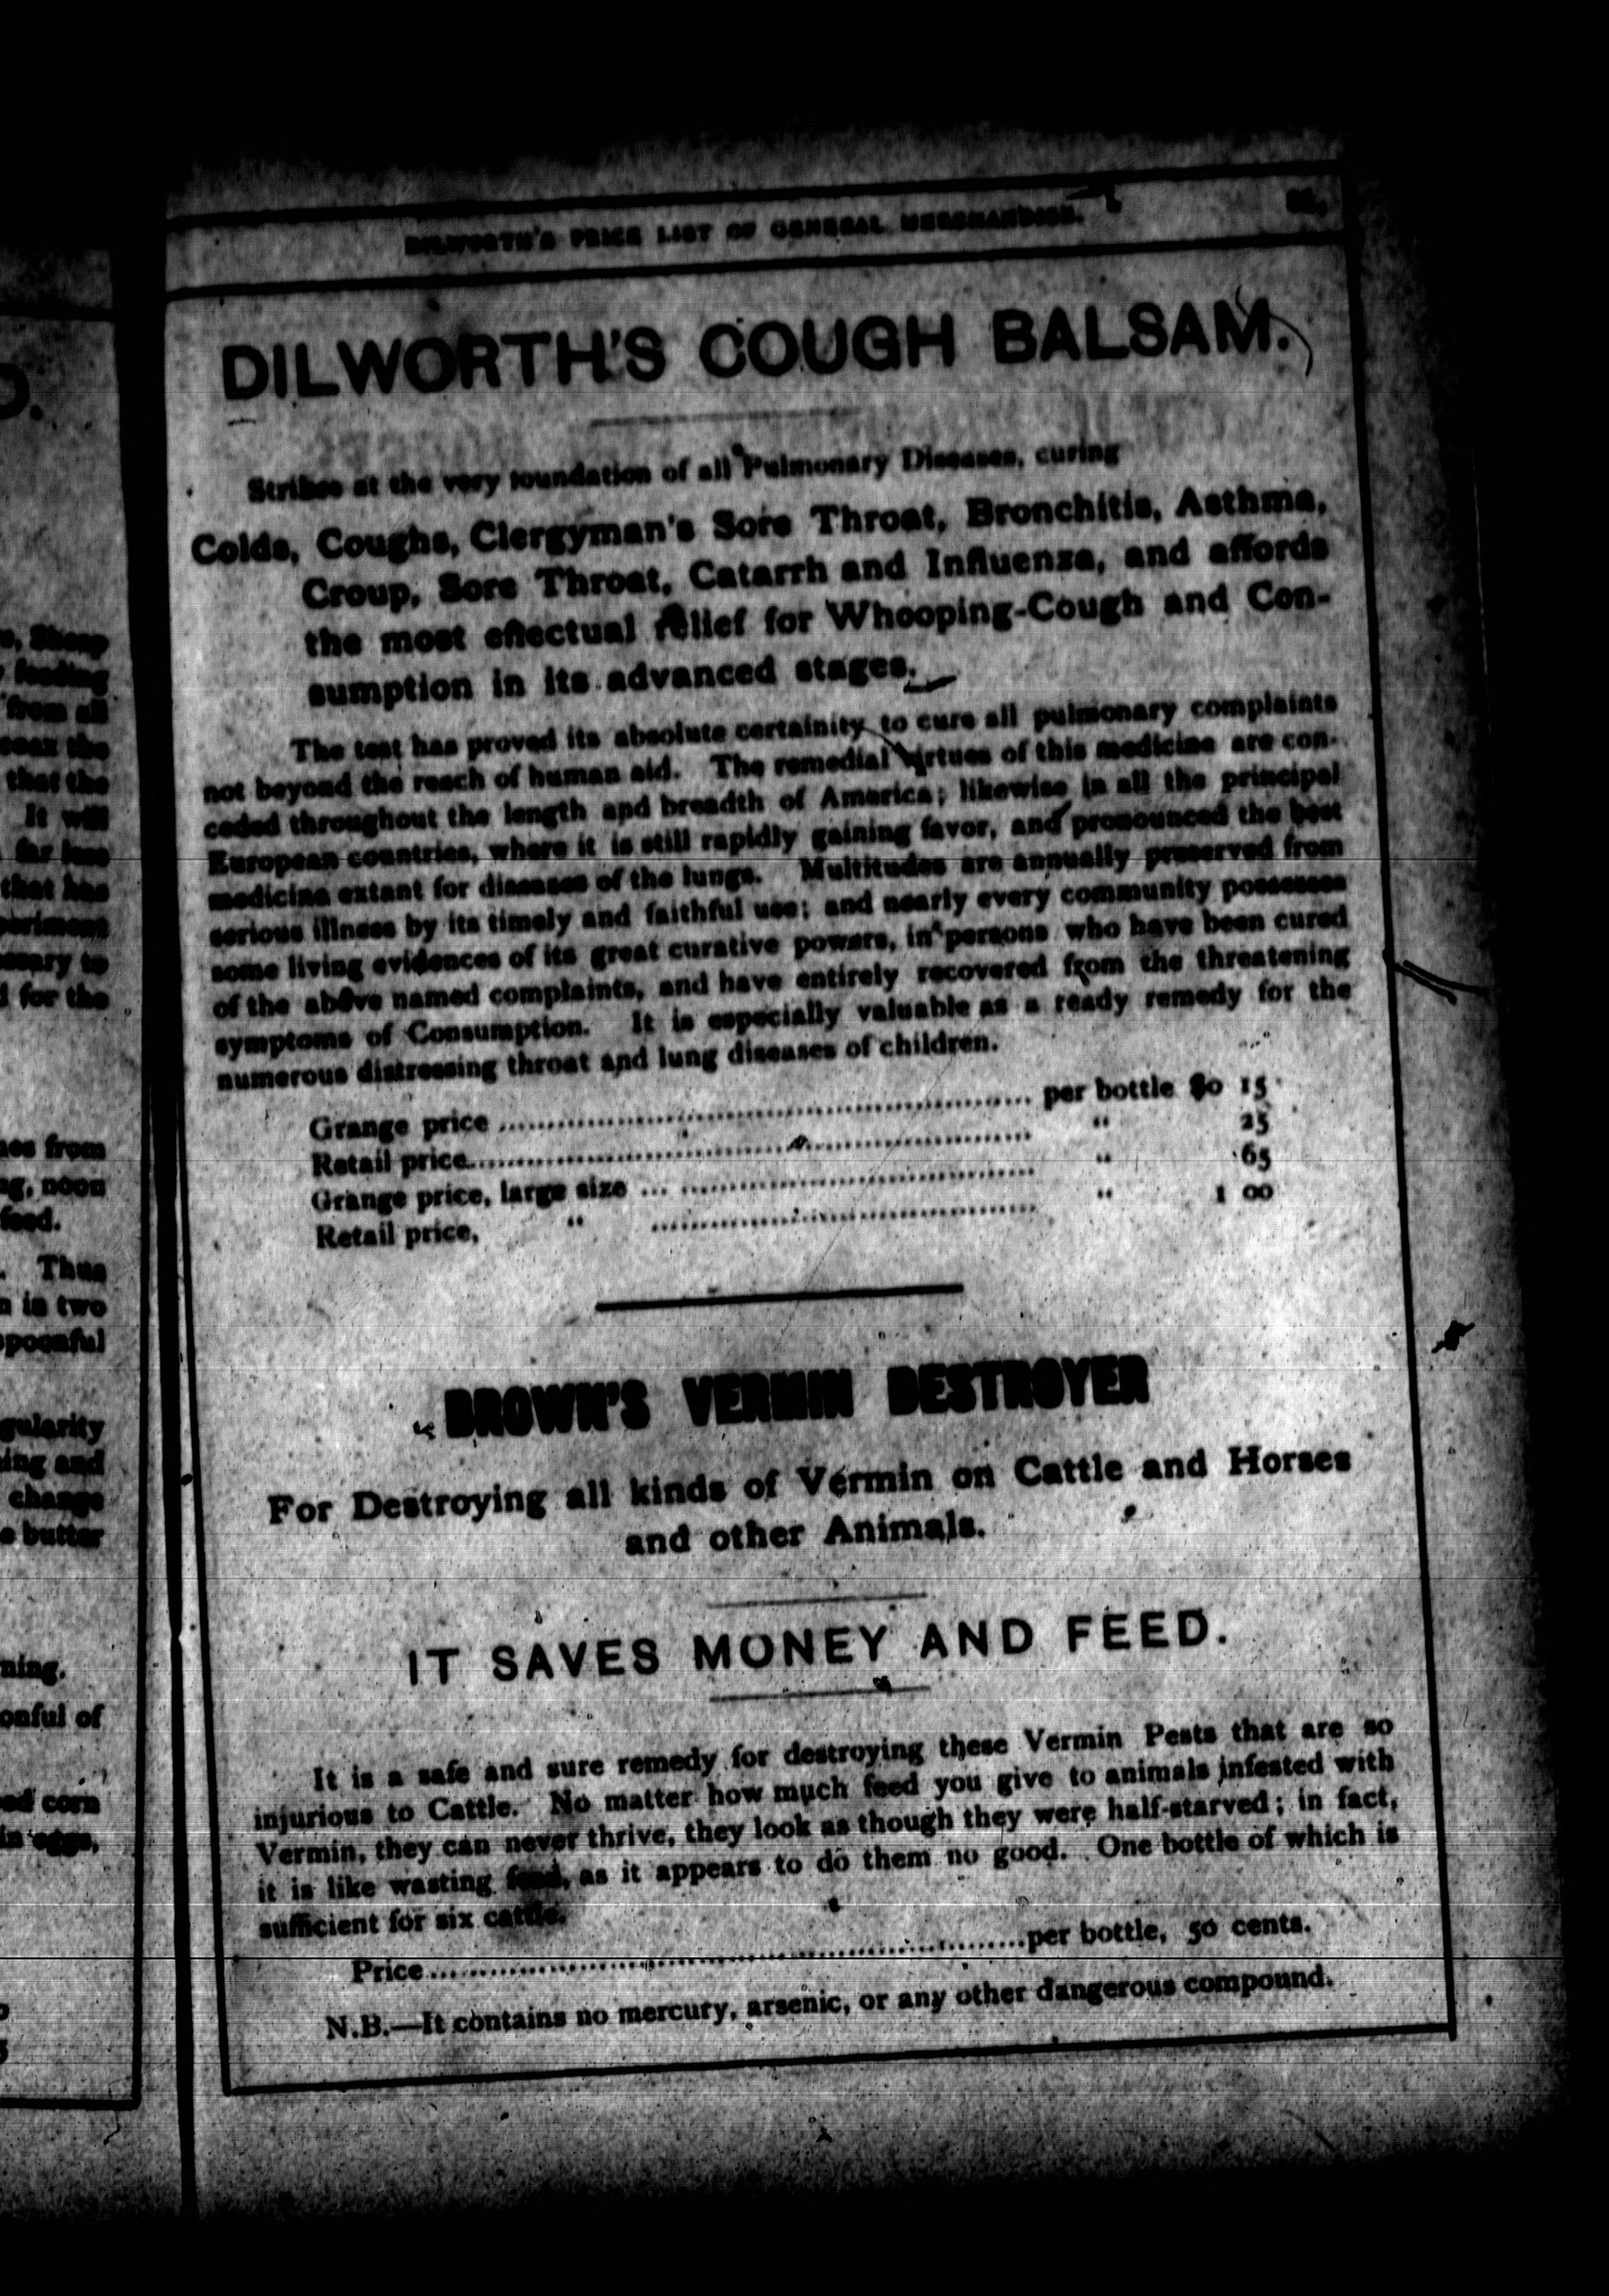 DILWORTH'S PRICE LIST OF GENERAL MERCHANDISE.
DILWORTH'S COUGH BALSAM.
Strikes at the very foundation of all Pulmonary Diseases, curing
Colds, Coughs, Clergyman's Sore Throat, Bronchitis, Asthma,
Croup, Sore Throat, Catarrh and Influenza, and affords
the most effectual relief for Whooping-Cough and Con-
sumption in its advanced stages.
The test has proved its absolute certainity to cure all pulmonary complaints
not beyond the reach of human aid. The remedial virtues of this medicine are con-
ceded throughout the length and breadth of America; likewise in all the principal
European countries, where it is still rapidly gaining favor, and pronounced the best
medicine extant for diseases of the lungs. Multitudes are annually preserved from
serious illness by its timely and faithful use; and nearly every community possesses
some living evidences of its great curative powers, in persons who have been cured
of the above named complaints, and have entirely recovered from the threatening
symptoms of Consumption. It is especially valuable as a ready remedy for the
numerous distressing throat and lung diseases of children.
Grange price ........ per bottle $0 15
Retail price ........ " 25
Grange price, large size ........ " 65
Retail price, " ........ " 1 00
BROWN'S VERMIN DESTROYER
For Destroying all kinds of Vermin on Cattle and Horses
and other Animals.
IT SAVES MONEY AND FEED.
It is a safe and sure remedy for destroying these Vermin Pests that are so
injurious to Cattle. No matter how much feed you give to animals infested with
Vermin, they can never thrive, they look as though they were half-starved; in fact,
it is like wasting feed, as it appears to do them no good. One bottle of which is
sufficient for six cattle.
Price........per bottle, 50 cents.
N.B.—It contains no mercury, arsenic, or any other dangerous compound.